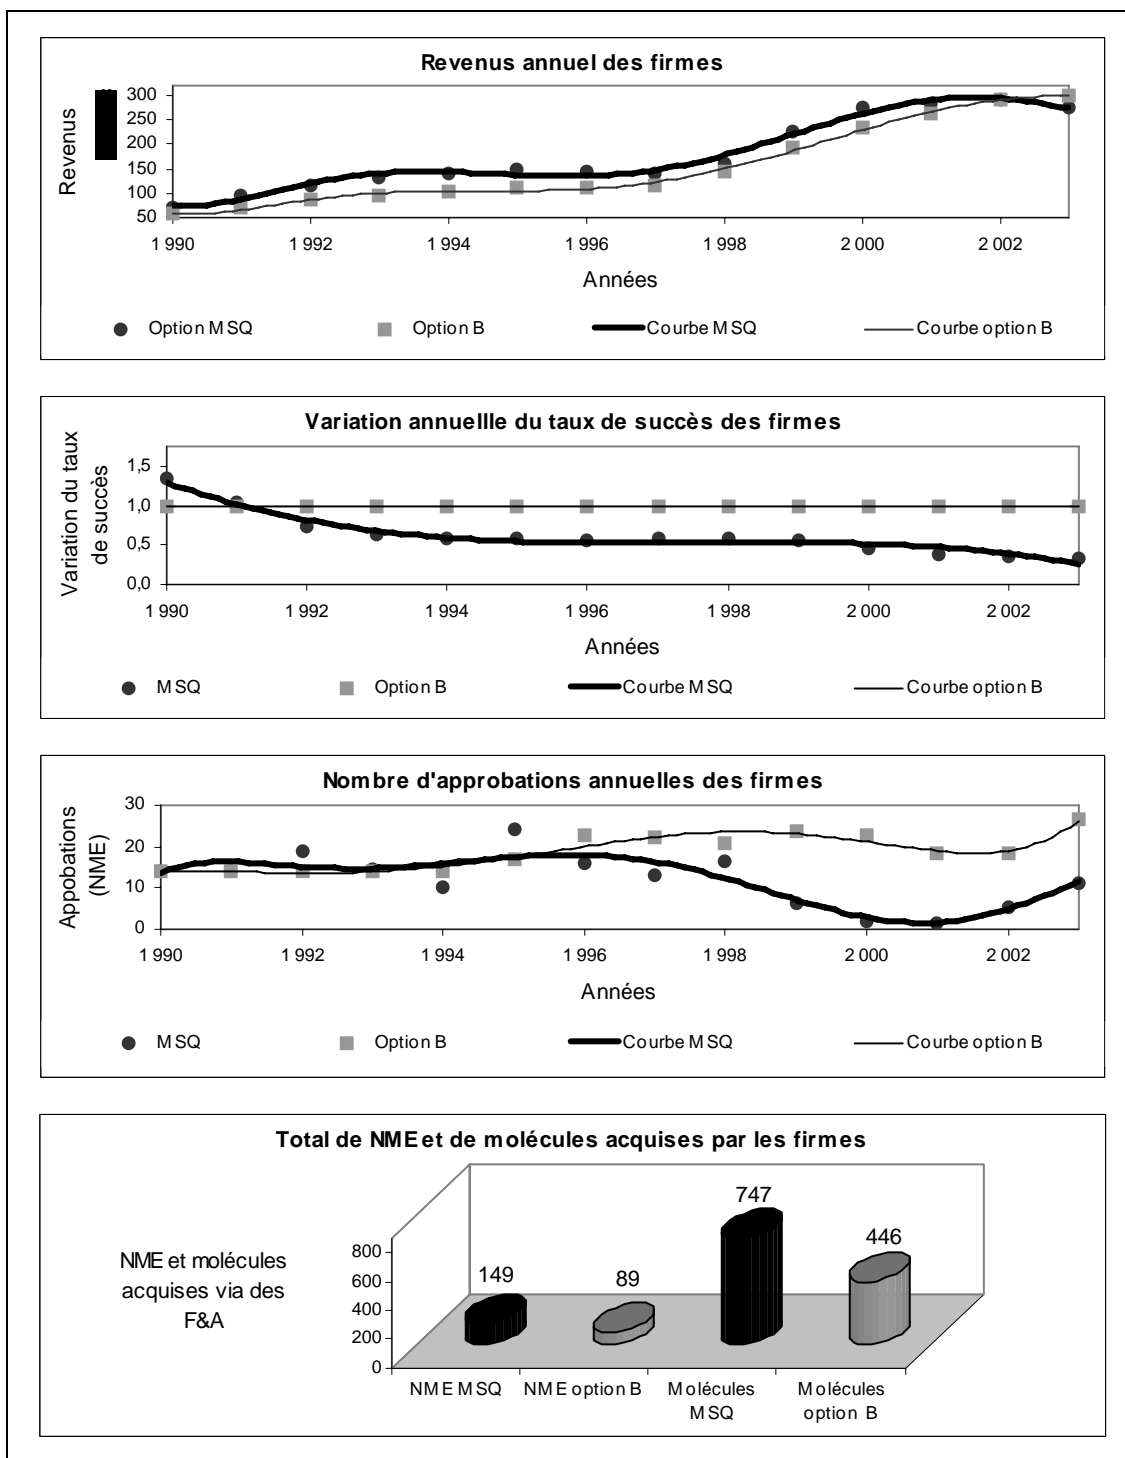 Revenus annuel des firmes
Revenus
300
250
200
150
100
50
1 990 1 992 1 994 1 996 1 998 2 000 2 002
Années
Option MSQ Option B Courbe MSQ Courbe option B
Variation annuellle du taux de succès des firmes
Variation du taux
de succès
1,5
1,0
0,5
0,0
1 990 1 992 1 994 1 996 1 998 2 000 2 002
Années
MSQ Option B Courbe MSQ Courbe option B
Nombre d'approbations annuelles des firmes
Appobations
(NME)
30
20
10
0
1 990 1 992 1 994 1 996 1 998 2 000 2 002
Années
MSQ Option B Courbe MSQ Courbe option B
Total de NME et de molécules acquises par les firmes
NME et molécules
acquises via des
F&A
800
600
400
200
0
149
89
747
446
NME MSQ
NME option B
Molécules
MSQ
Molécules
option B